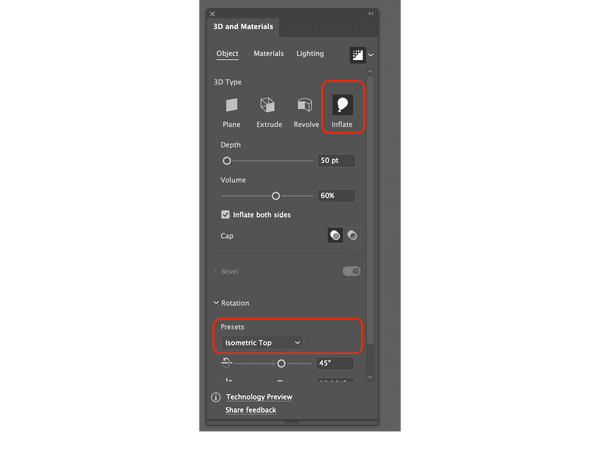 3D and Materials
Object Materials Lighting
3D Type
Plane Extrude Revolve Inflate
Depth
50 pt
Volume
60%
Inflate both sides
Cap
Bevel
Rotation
Presets
Isometric Top
45°
Technology Preview
Share feedback